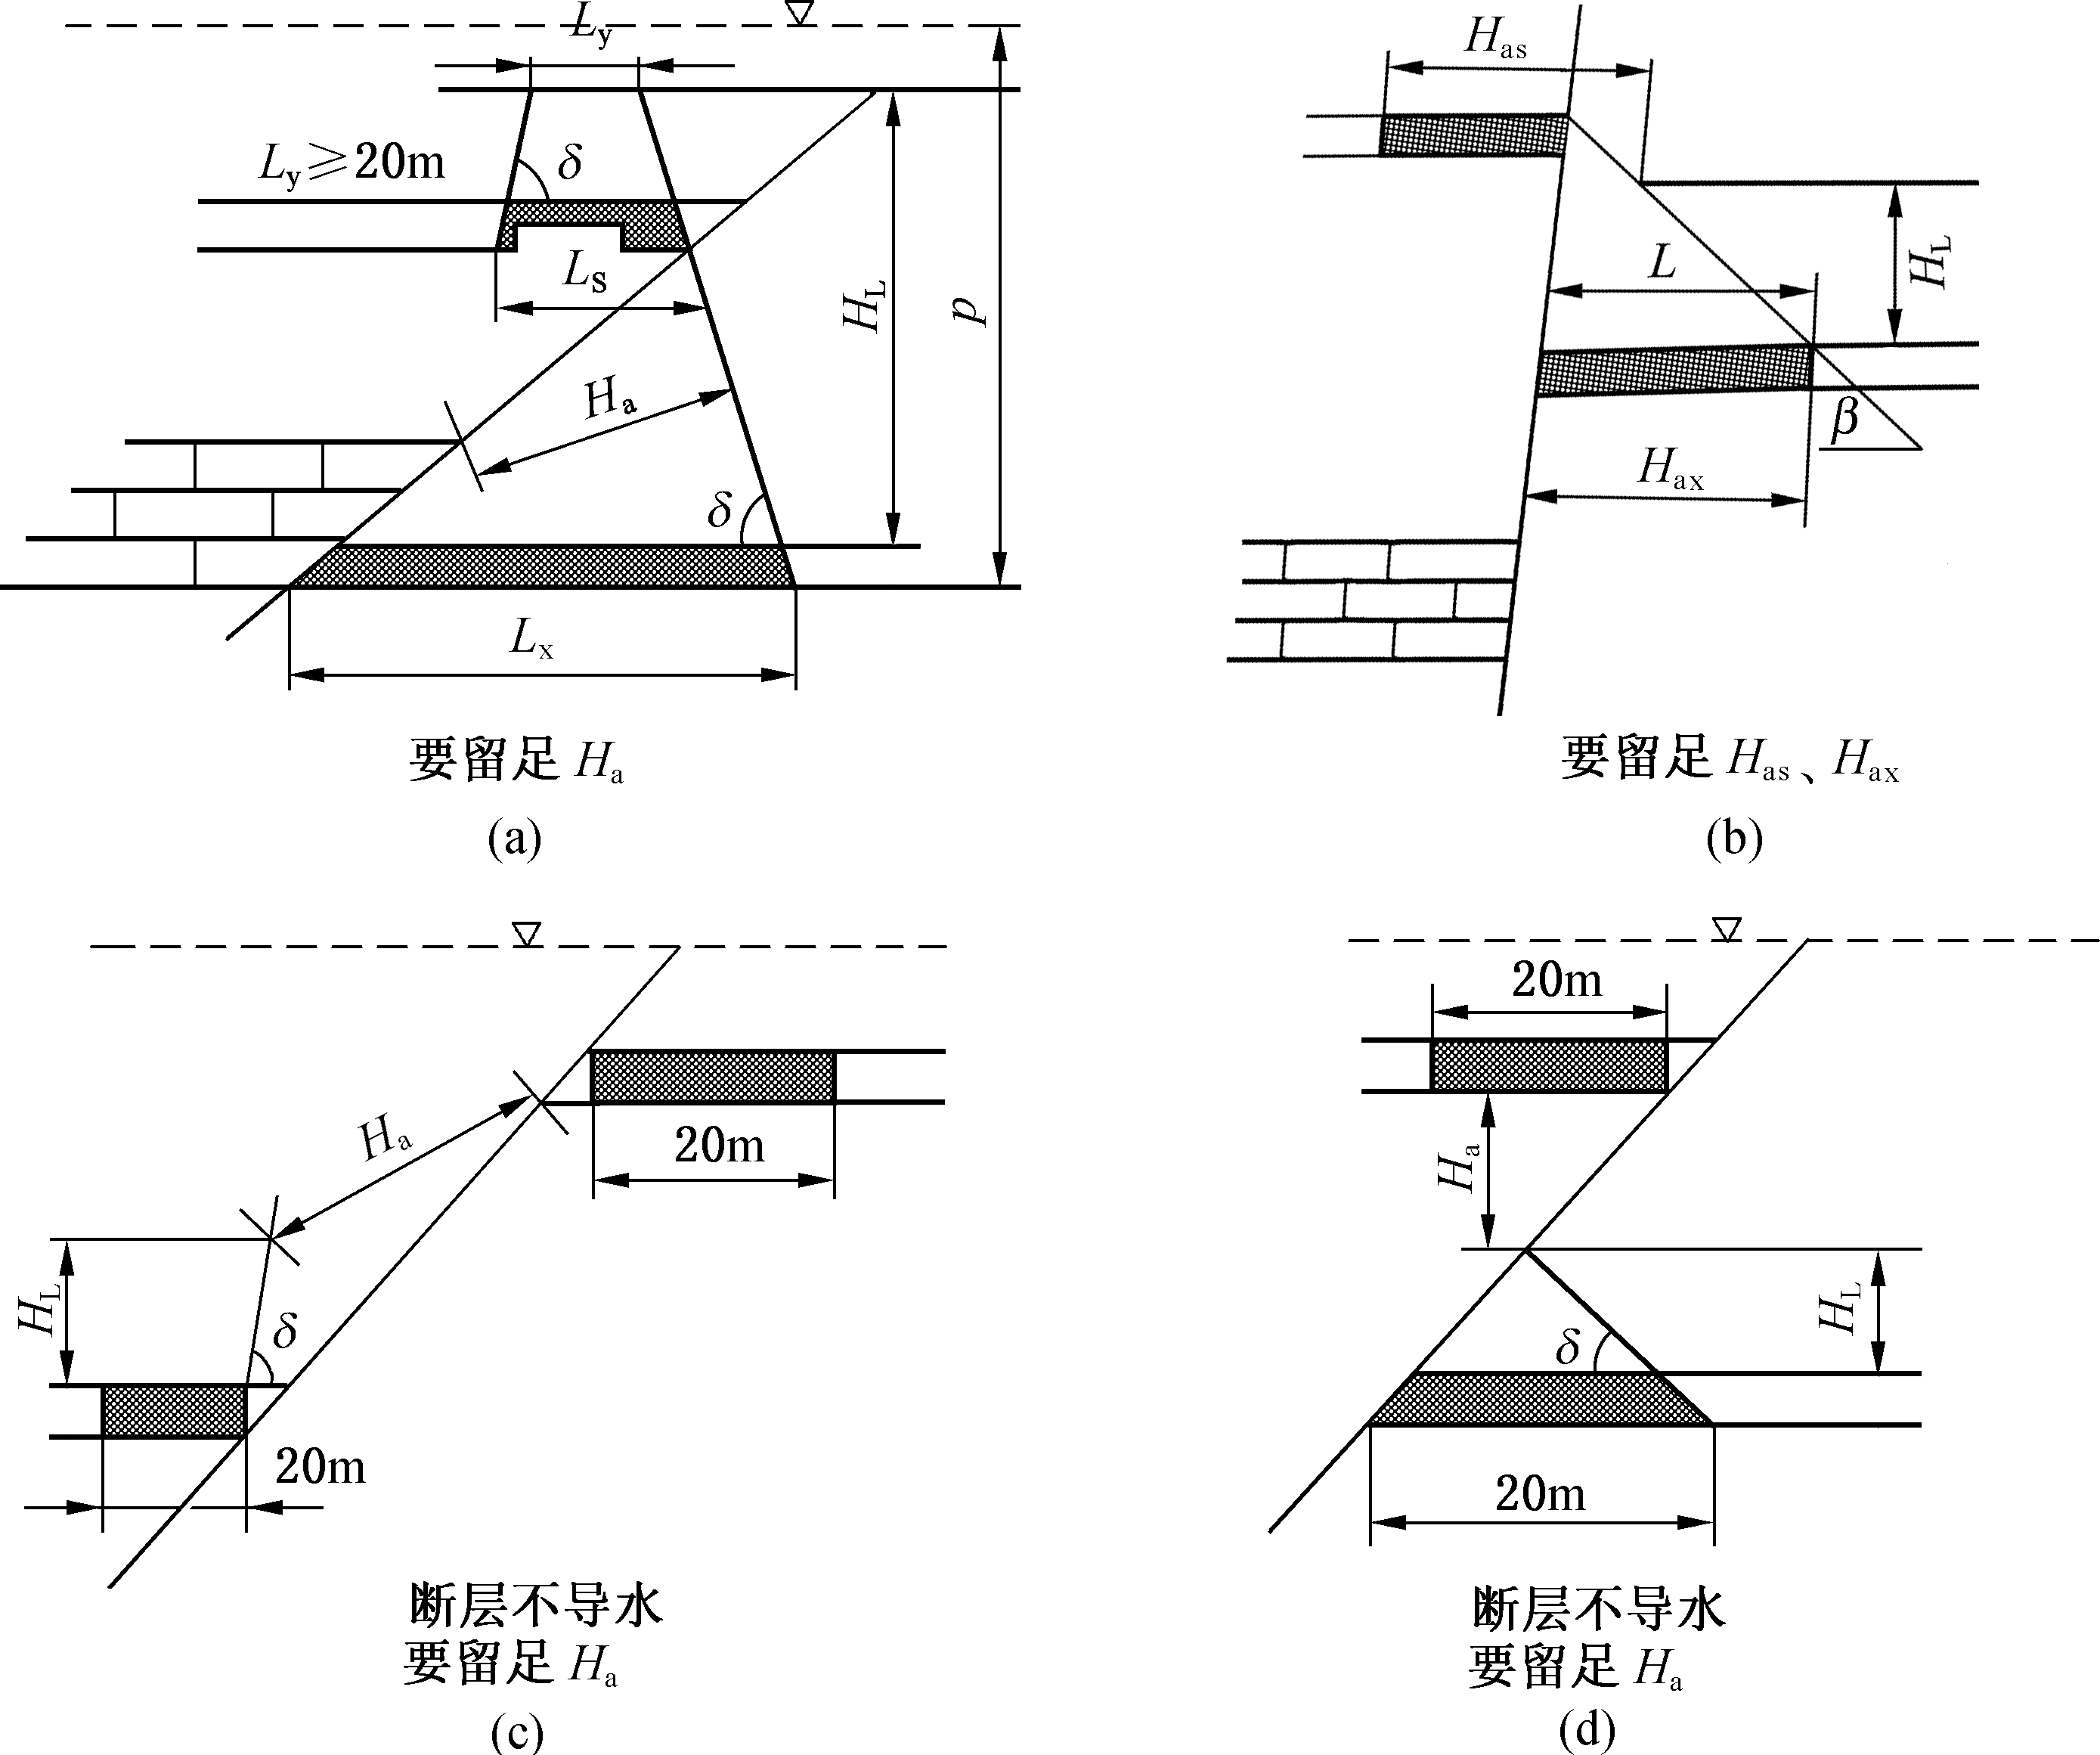 Ly
Ly≥20m
δ
Ls
HL
p
Ha
δ
Lx
要留足 Ha
(a)
Has
L
HL
β
Hax
要留足 Has、Hax
(b)
Ha
20m
HL
δ
20m
断层不导水
要留足 Ha
(c)
20m
Ha
HL
δ
20m
断层不导水
要留足 Ha
(d)